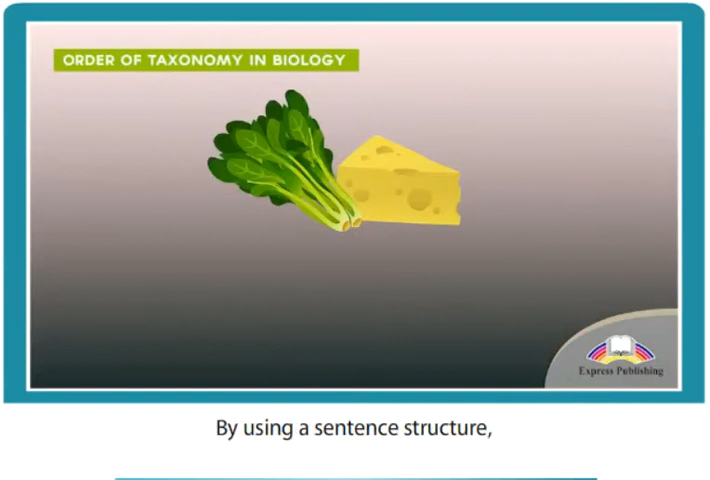 ORDER OF TAXONOMY IN BIOLOGY
Express Publishing
By using a sentence structure,